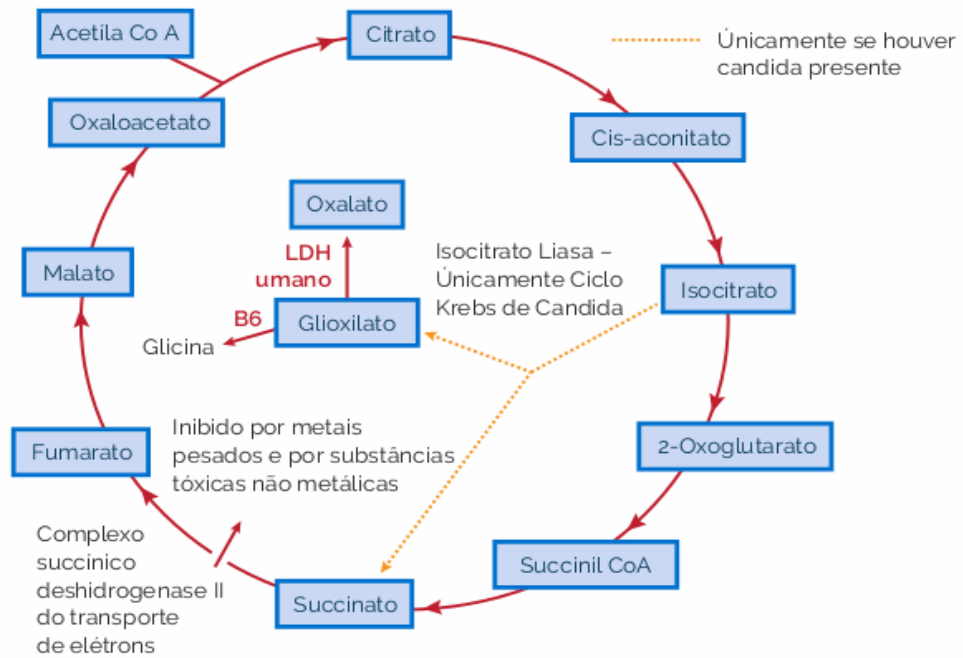 Acetila Co A
Citrato
Únicamente se houver
candida presente
Oxaloacetato
Cis-aconitato
Oxalato
LDH
umano
Isocitrato Liasa –
Únicamente Ciclo
Krebs de Candida
Malato
Isocitrato
B6
Glioxilato
Glicina
Inibido por metais
pesados e por substâncias
tóxicas não metálicas
Fumarato
2-Oxoglutarato
Complexo
succinico
deshidrogenase II
do transporte
de elétrons
Succinil CoA
Succinato